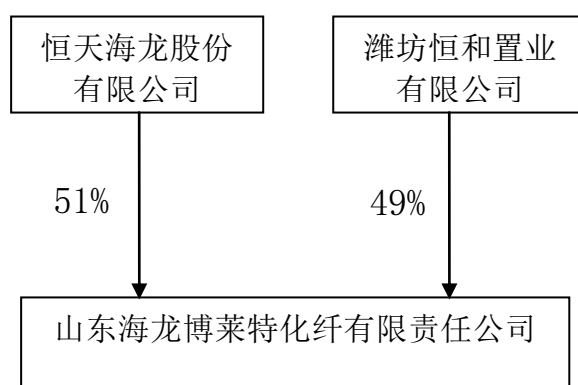 恒天海龙股份
有限公司
潍坊恒和置业
有限公司
51%
49%
山东海龙博莱特化纤有限责任公司